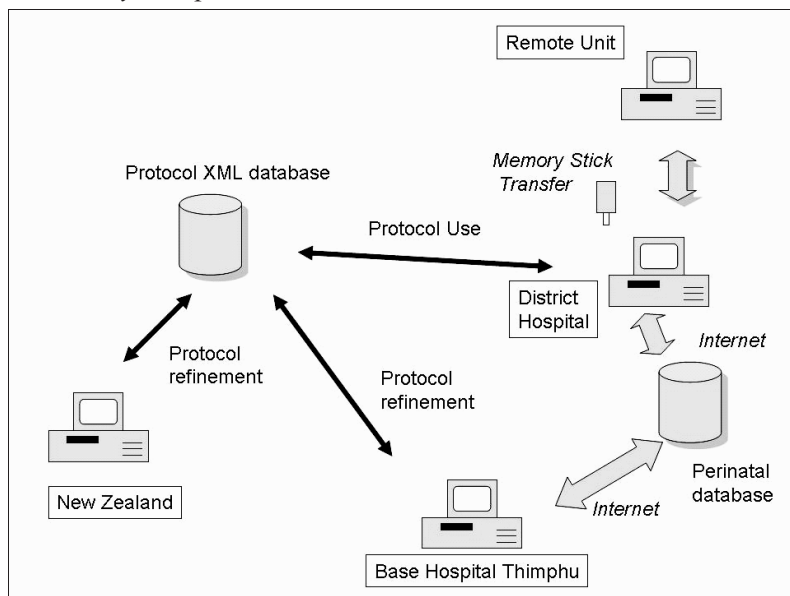 Remote Unit
Memory Stick
Transfer
Protocol XML database
Protocol Use
District
Hospital
Internet
Protocol
refinement
Protocol
refinement
Perinatal
database
New Zealand
Internet
Base Hospital Thimphu